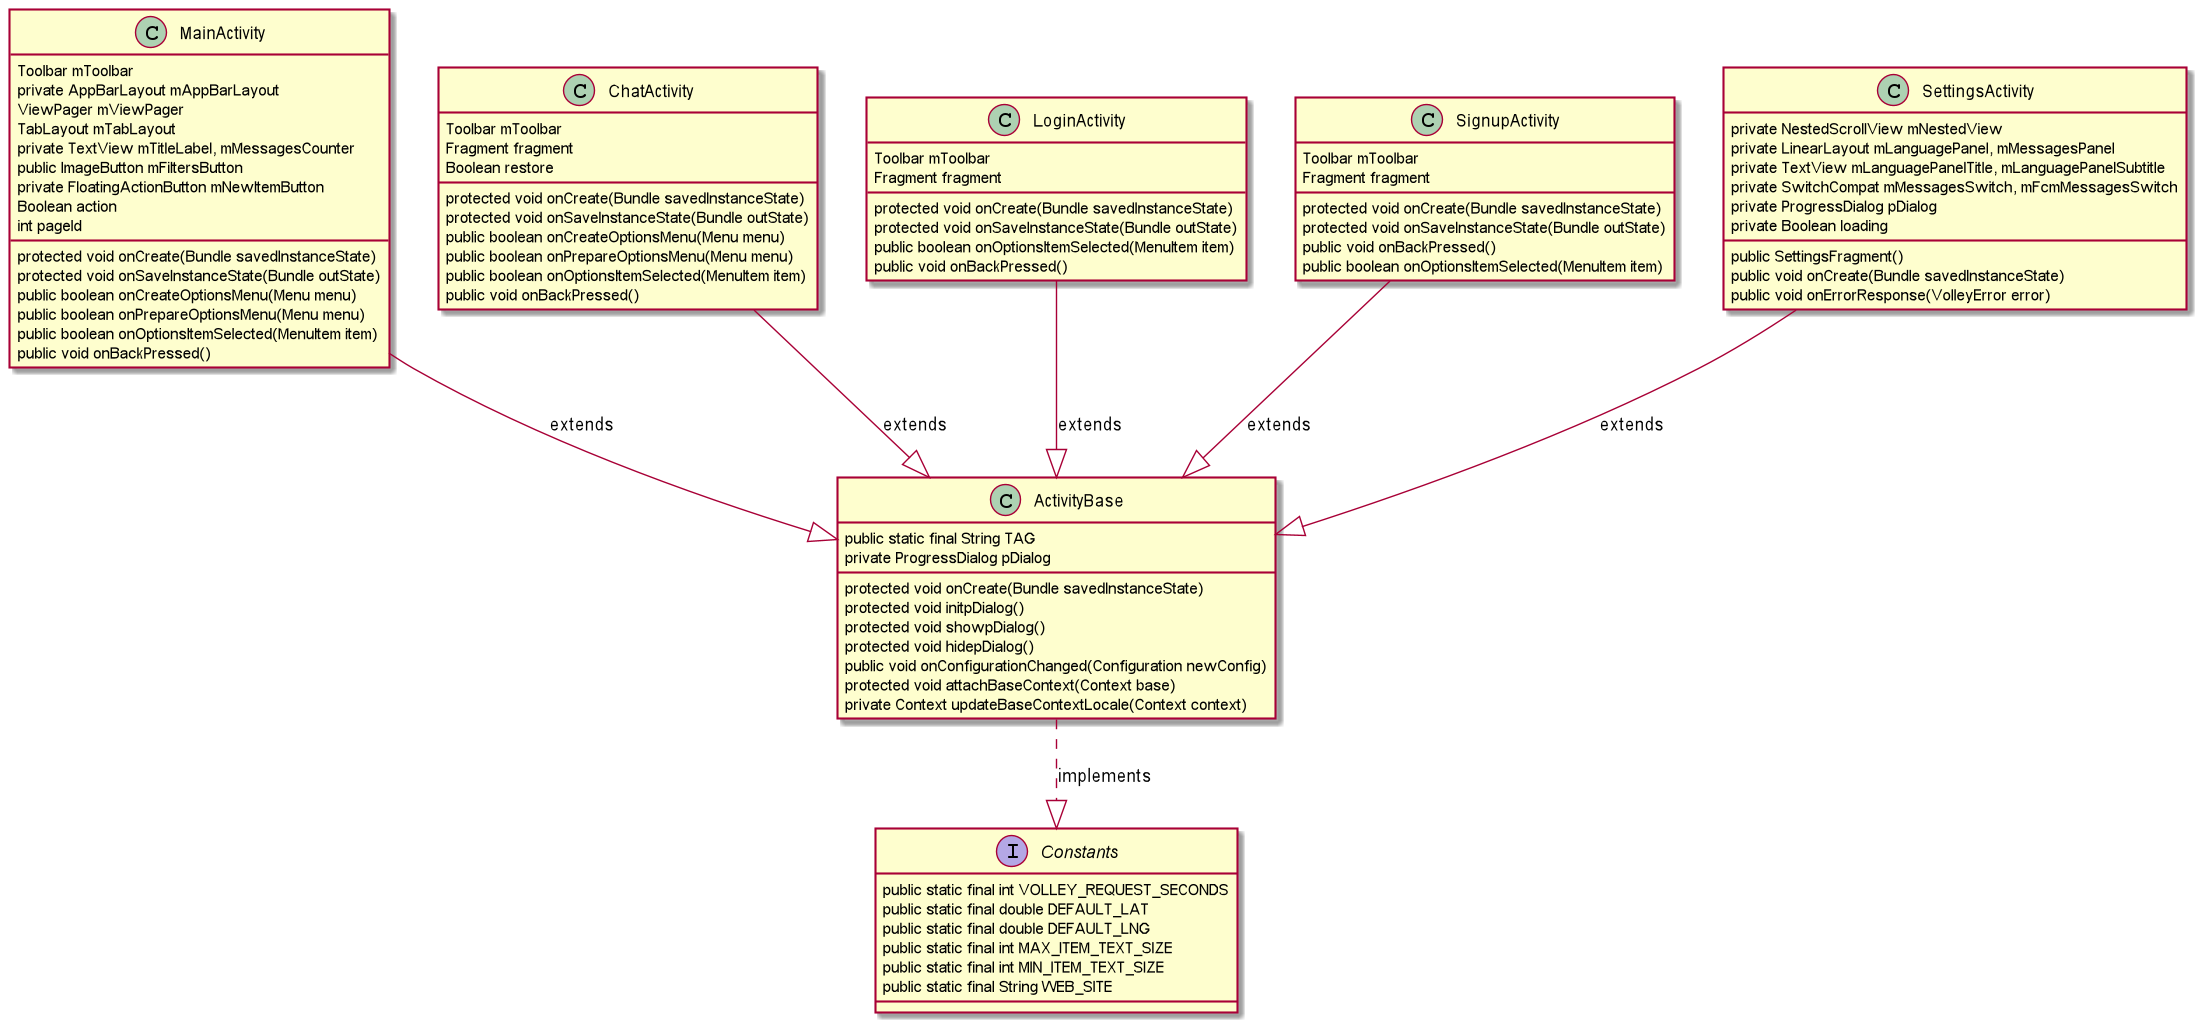 C MainActivity
Toolbar mToolbar
private AppBarLayout mAppBarLayout
ViewPager mViewPager
TabLayout mTabLayout
private TextView mTitleLabel, mMessagesCounter
public ImageButton mFiltersButton
private FloatingActionButton mNewItemButton
Boolean action
int pageId
protected void onCreate(Bundle savedInstanceState)
protected void onSaveInstanceState(Bundle outState)
public boolean onCreateOptionsMenu(Menu menu)
public boolean onPrepareOptionsMenu(Menu menu)
public boolean onOptionsItemSelected(MenuItem item)
public void onBackPressed()
C ChatActivity
Toolbar mToolbar
Fragment fragment
Boolean restore
protected void onCreate(Bundle savedInstanceState)
protected void onSaveInstanceState(Bundle outState)
public boolean onCreateOptionsMenu(Menu menu)
public boolean onPrepareOptionsMenu(Menu menu)
public boolean onOptionsItemSelected(MenuItem item)
public void onBackPressed()
C LoginActivity
Toolbar mToolbar
Fragment fragment
protected void onCreate(Bundle savedInstanceState)
protected void onSaveInstanceState(Bundle outState)
public boolean onOptionsItemSelected(MenuItem item)
public void onBackPressed()
C SignupActivity
Toolbar mToolbar
Fragment fragment
protected void onCreate(Bundle savedInstanceState)
protected void onSaveInstanceState(Bundle outState)
public void onBackPressed()
public boolean onOptionsItemSelected(MenuItem item)
C SettingsActivity
private NestedScrollView mNestedView
private LinearLayout mLanguagePanel, mMessagesPanel
private TextView mLanguagePanelTitle, mLanguagePanelSubtitle
private SwitchCompat mMessagesSwitch, mFcmMessagesSwitch
private ProgressDialog pDialog
private Boolean loading
public SettingsFragment()
public void onCreate(Bundle savedInstanceState)
public void onErrorResponse(VolleyError error)
extends
extends
extends
extends
extends
C ActivityBase
public static final String TAG
private ProgressDialog pDialog
protected void onCreate(Bundle savedInstanceState)
protected void initpDialog()
protected void showpDialog()
protected void hidepDialog()
public void onConfigurationChanged(Configuration newConfig)
protected void attachBaseContext(Context base)
private Context updateBaseContextLocale(Context context)
implements
I Constants
public static final int VOLLEY_REQUEST_SECONDS
public static final double DEFAULT_LAT
public static final double DEFAULT_LNG
public static final int MAX_ITEM_TEXT_SIZE
public static final int MIN_ITEM_TEXT_SIZE
public static final String WEB_SITE